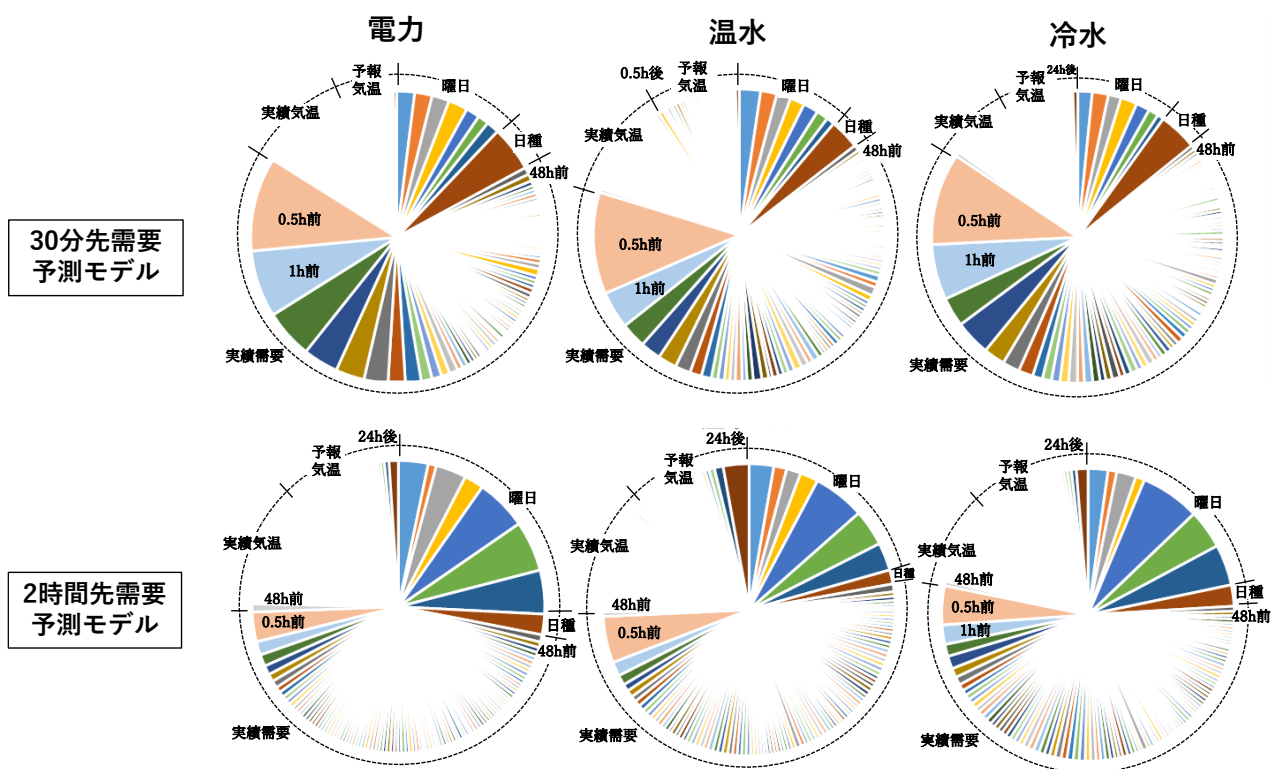 電力
温水
冷水
30分先需要
予測モデル
予報
気温
曜日
日種
48h前
実績気温
0.5h前
1h前
実績需要
0.5h後
予報
気温
曜日
日種
48h前
実績気温
0.5h前
1h前
実績需要
24h後
予報
気温
曜日
日種
48h前
実績気温
0.5h前
1h前
実績需要
2時間先需要
予測モデル
24h後
予報
気温
曜日
日種
48h前
実績気温
48h前
0.5h前
実績需要
24h後
予報
気温
曜日
日種
実績気温
48h前
0.5h前
実績需要
24h後
予報
気温
曜日
日種
48h前
実績気温
48h前
0.5h前
1h前
実績需要